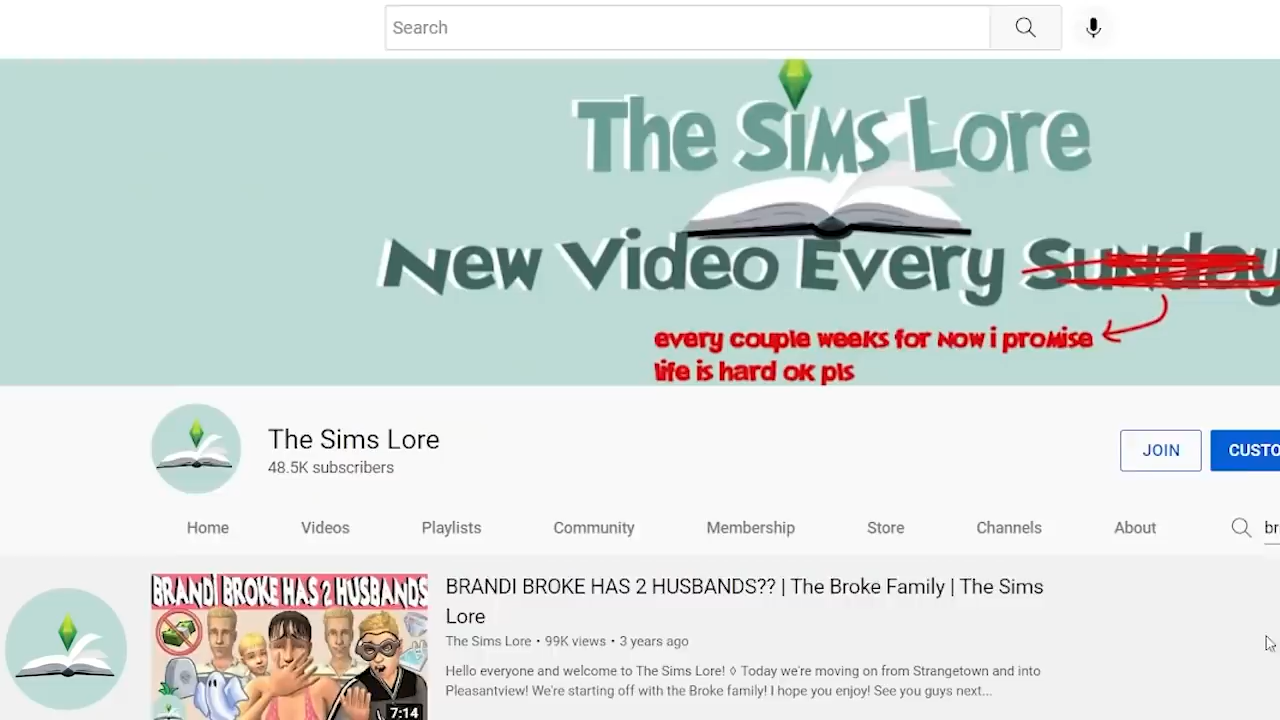 Search
The Sims Lore
New Video Every Sunday
every couple weeks for now i promise
life is hard ok pls
The Sims Lore
48.5K subscribers
JOIN
CUSTO
Home Videos Playlists Community Membership Store Channels About br
BRANDI BROKE HAS 2 HUSBANDS
BRANDI BROKE HAS 2 HUSBANDS?? | The Broke Family | The Sims
Lore
The Sims Lore • 99K views • 3 years ago
Hello everyone and welcome to The Sims Lore! ◊ Today we're moving on from Strangetown and into
Pleasantview! We're starting off with the Broke family! I hope you enjoy! See you guys next...
7:14